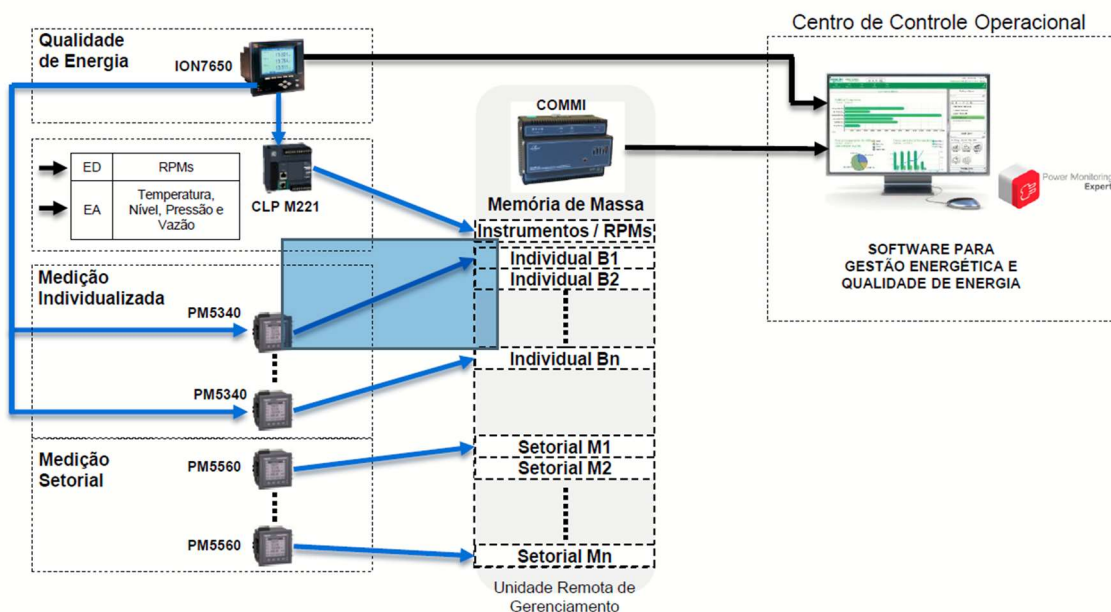 Centro de Controle Operacional
Qualidade
de Energia
ION7650
COMMI
ED
RPMs
EA
Temperatura,
Nível, Pressão e
Vazão
CLP M221
Memória de Massa
Instrumentos / RPMs
Individual B1
Individual B2
Individual Bn
Setorial M1
Setorial M2
Setorial Mn
Unidade Remota de
Gerenciamento
Medição
Individualizada
PM5340
PM5340
Medição
Setorial
PM5560
PM5560
Power Monitoring
Expert
SOFTWARE PARA
GESTÃO ENERGÉTICA E
QUALIDADE DE ENERGIA